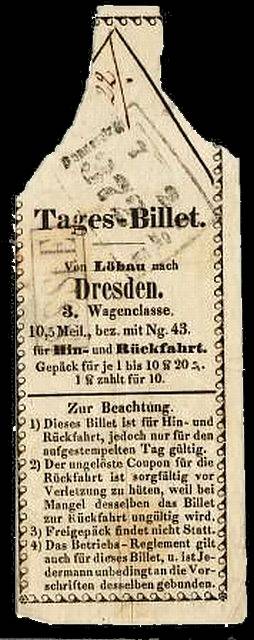 22.
Tages-Billet.
Von Löbau nach
Dresden.
3. Wagenclasse.
10,5 Meil., bez. mit Ng. 43.
für Hin- und Rückfahrt.
Gepäck für je 1 bis 10 ℔ 20
1 ℔ zahlt für 10.
Zur Beachtung.
1) Dieses Billet ist für Hin- und
Rückfahrt, jedoch nur für den
aufgestempelten Tag gültig.
2) Der ungelöste Coupon für die
Rückfahrt ist sorgfältig vor
Verletzung zu hüten, weil bei
Mangel desselben das Billet
zur Rückfahrt ungültig wird.
3) Freigepäck findet nicht Statt.
4) Das Betriebs-Reglement gilt
auch für dieses Billet, u. ist Je-
dermann unbedingt an die Vor-
schriften desselben gebunden.